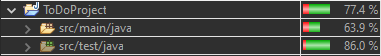 ToDoProject 77.4 %
src/main/java 63.9 %
src/test/java 86.0 %